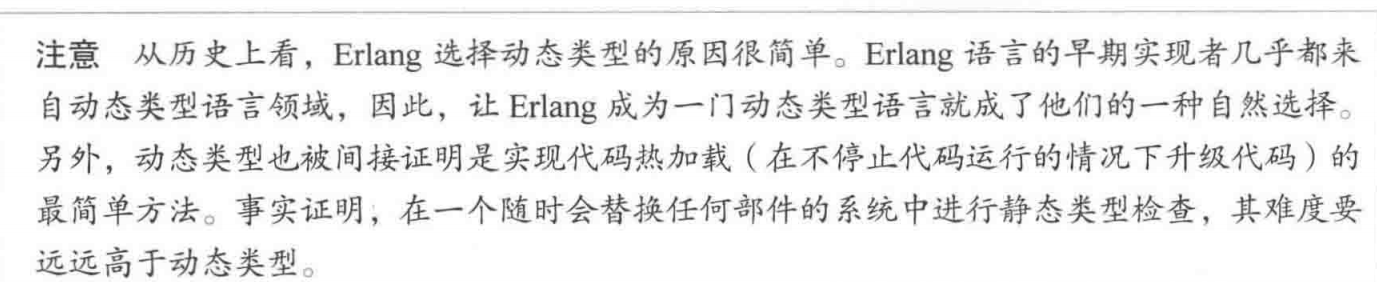 注意　从历史上看，Erlang 选择动态类型的原因很简单。Erlang 语言的早期实现者几乎都来
自动态类型语言领域，因此，让 Erlang 成为一门动态类型语言就成了他们的一种自然选择。
另外，动态类型也被间接证明是实现代码热加载（在不停止代码运行的情况下升级代码）的
最简单方法。事实证明，在一个随时会替换任何部件的系统中进行静态类型检查，其难度要
远远高于动态类型。